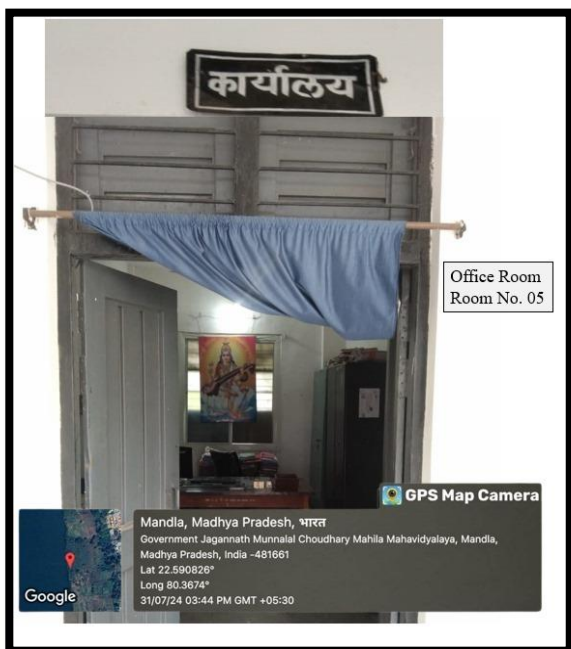 कार्यालय
Office Room
Room No. 05
GPS Map Camera
Mandla, Madhya Pradesh, भारत
Government Jagannath Munnalal Choudhary Mahila Mahavidyalaya, Mandla,
Madhya Pradesh, India -481661
Lat 22.590826°
Long 80.3674°
31/07/24 03:44 PM GMT +05:30
Google